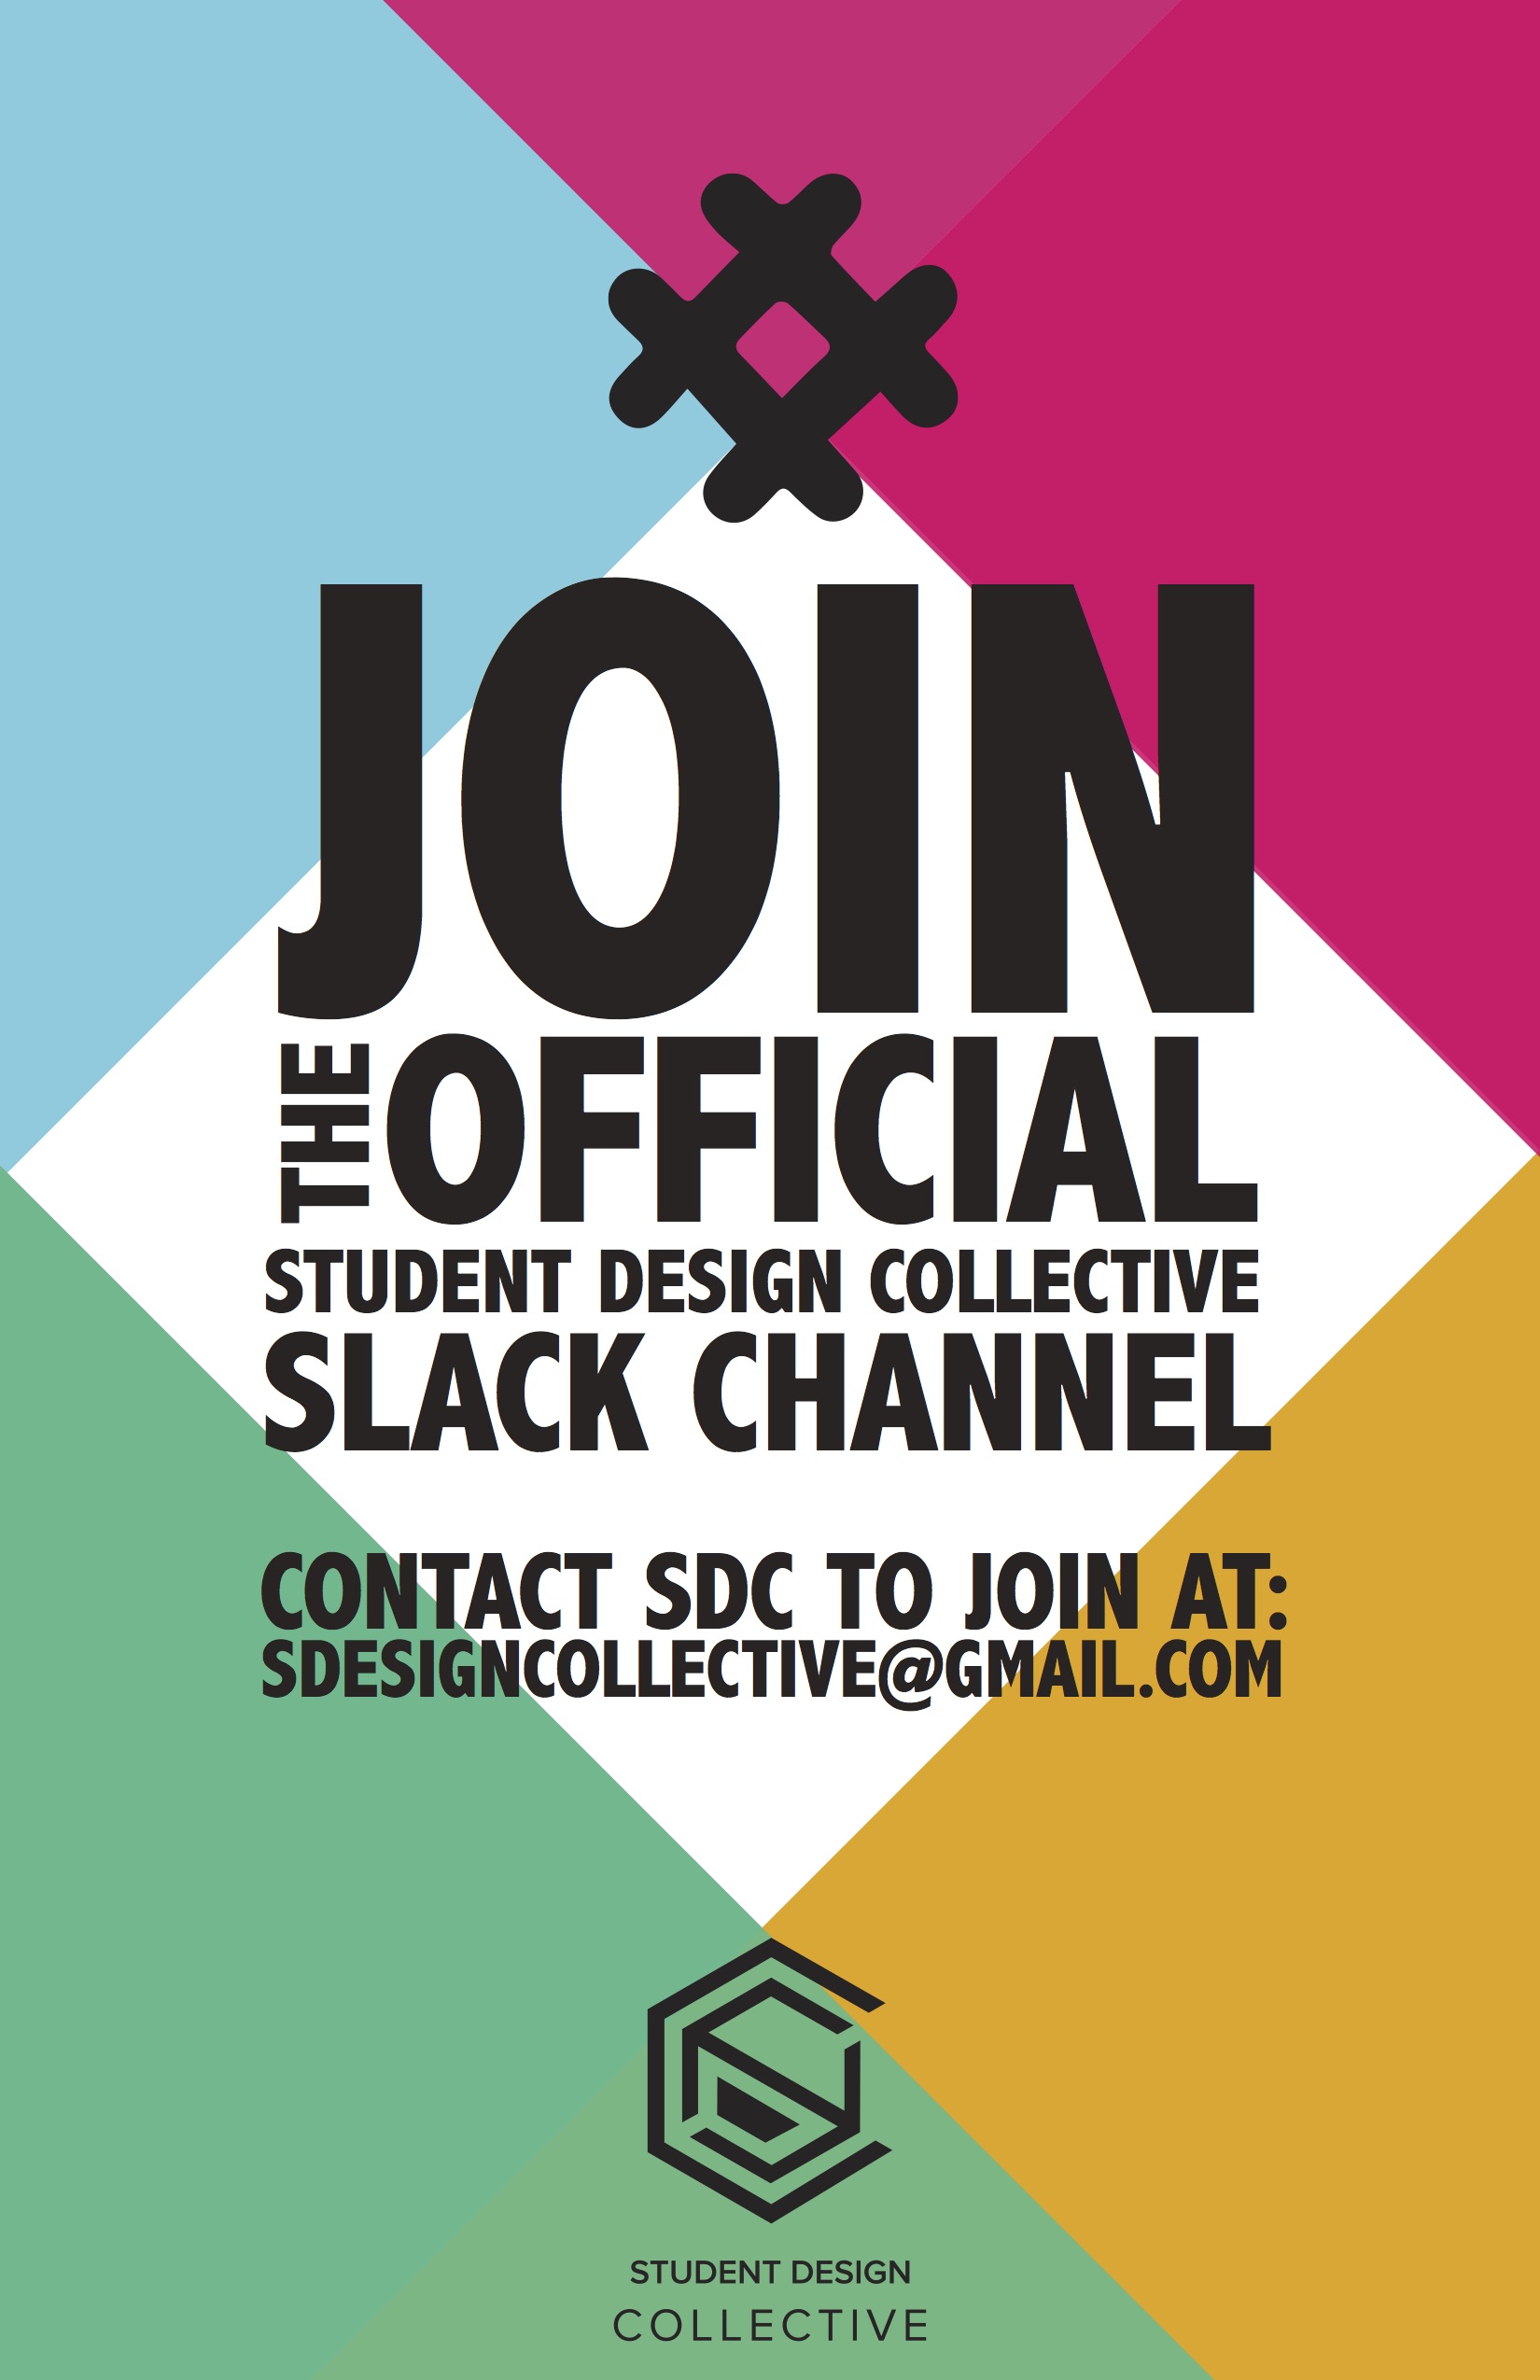 JOIN
THE OFFICIAL
STUDENT DESIGN COLLECTIVE
SLACK CHANNEL
CONTACT SDC TO JOIN AT:
SDESIGNCOLLECTIVE@GMAIL.COM
STUDENT DESIGN
COLLECTIVE